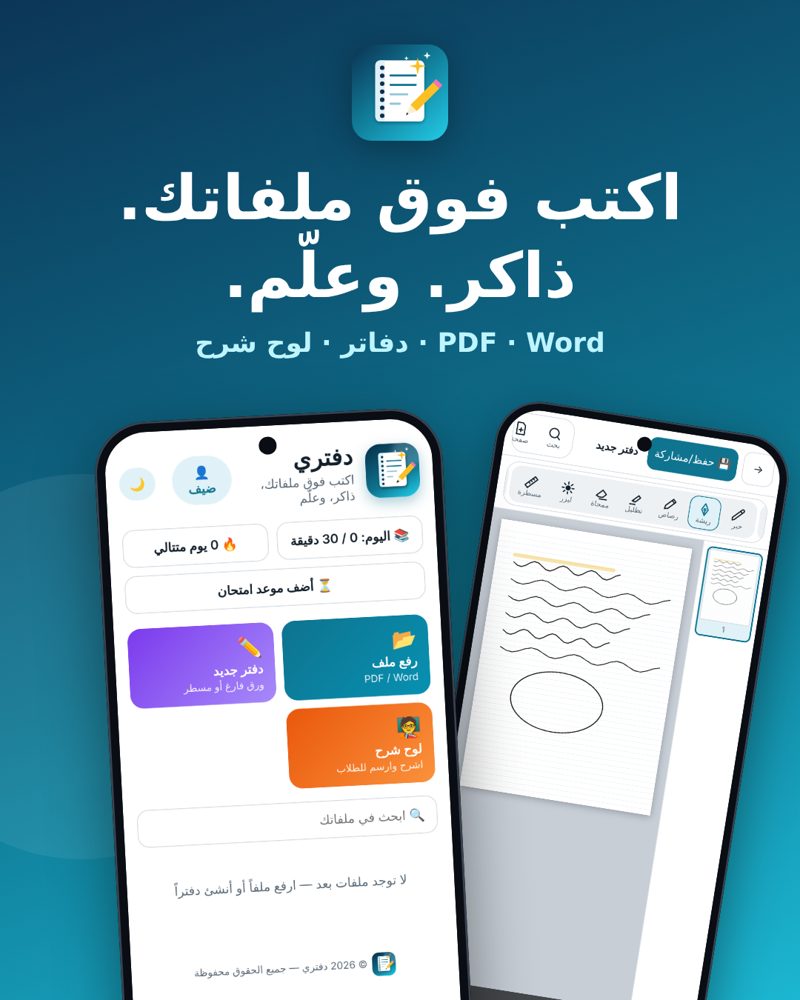 اكتب فوق ملفاتك.
ذاكر. وعلّم.
PDF · Word · دفاتر · لوح شرح
دفتري
اكتب فوق ملفاتك،
ذاكر، وعلّم
👤
ضيف
🌙
📚 اليوم: 0 / 30 دقيقة
🔥 0 يوم متتالي
⏳ أضف موعد امتحان
📂
رفع ملف
PDF / Word
✏️
دفتر جديد
ورق فارغ أو مسطر
🧑‍🏫
لوح شرح
اشرح وارسم للطلاب
🔍 ابحث في ملفاتك
لا توجد ملفات بعد — ارفع ملفاً أو أنشئ دفتراً
© 2026 دفتري — جميع الحقوق محفوظة
→
💾 حفظ/مشاركة
دفتر جديد
بحث
حبر
ريشة
رصاص
تظليل
ممحاة
ليزر
مسطرة
1